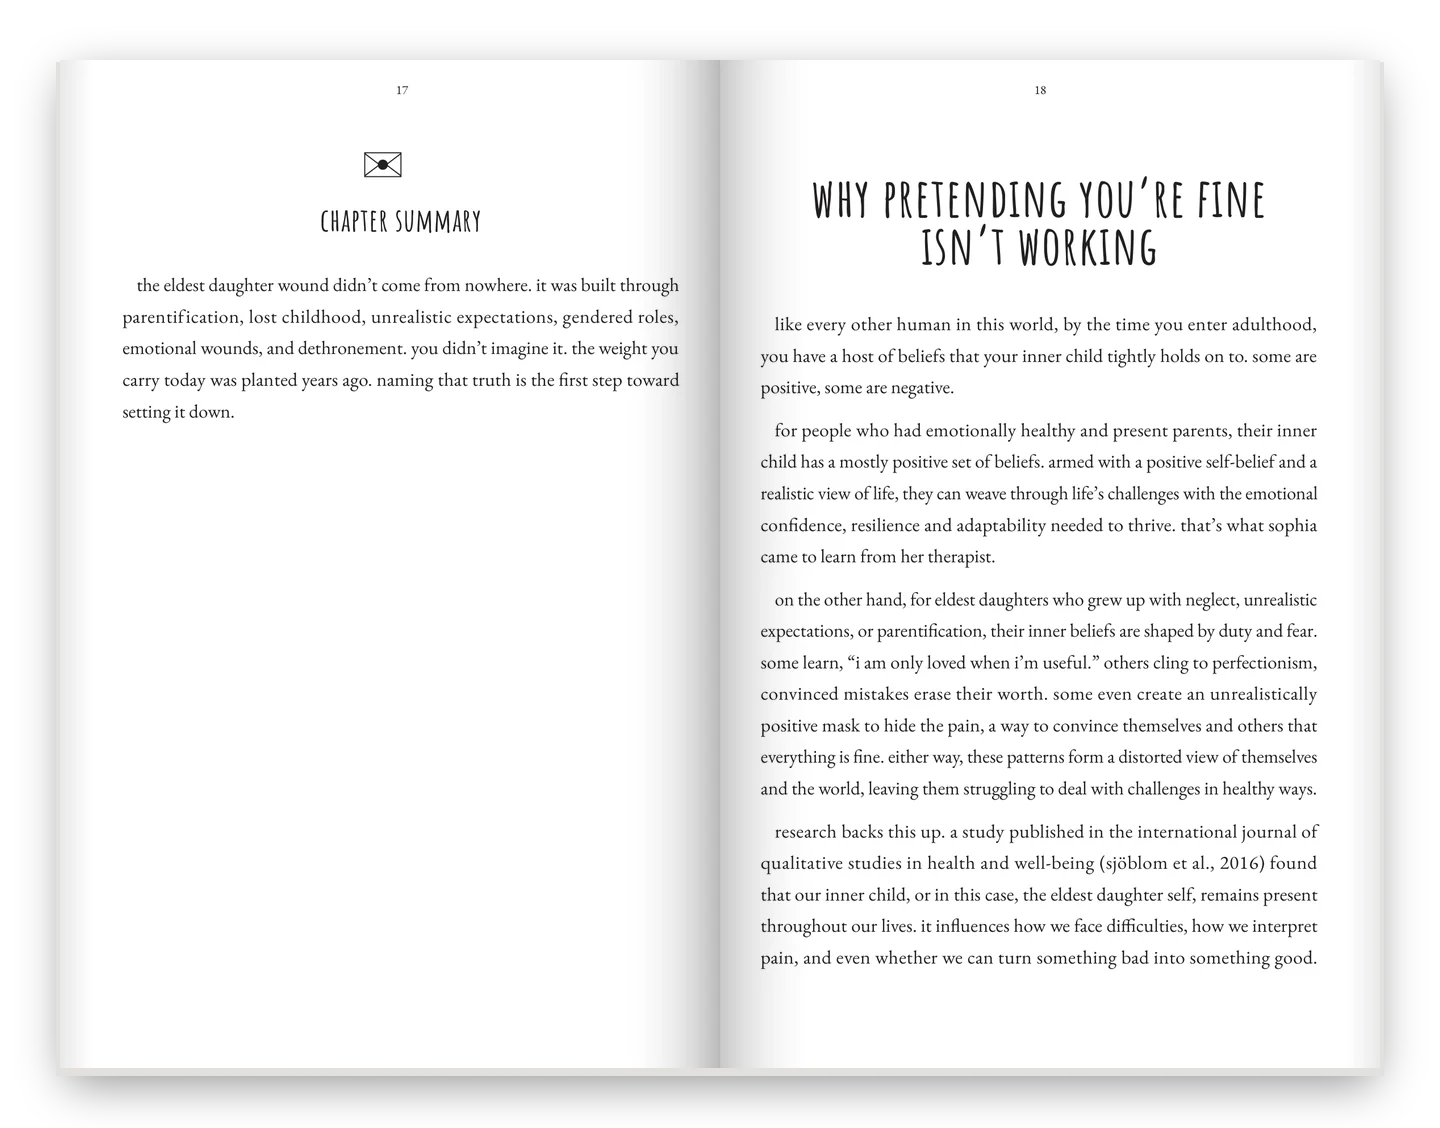 17
CHAPTER SUMMARY
the eldest daughter wound didn’t come from nowhere. it was built through
parentification, lost childhood, unrealistic expectations, gendered roles,
emotional wounds, and dethronement. you didn’t imagine it. the weight you
carry today was planted years ago. naming that truth is the first step toward
setting it down.
18
WHY PRETENDING YOU’RE FINE
ISN’T WORKING
like every other human in this world, by the time you enter adulthood,
you have a host of beliefs that your inner child tightly holds on to. some are
positive, some are negative.
for people who had emotionally healthy and present parents, their inner
child has a mostly positive set of beliefs. armed with a positive self-belief and a
realistic view of life, they can weave through life’s challenges with the emotional
confidence, resilience and adaptability needed to thrive. that’s what sophia
came to learn from her therapist.
on the other hand, for eldest daughters who grew up with neglect, unrealistic
expectations, or parentification, their inner beliefs are shaped by duty and fear.
some learn, “i am only loved when i’m useful.” others cling to perfectionism,
convinced mistakes erase their worth. some even create an unrealistically
positive mask to hide the pain, a way to convince themselves and others that
everything is fine. either way, these patterns form a distorted view of themselves
and the world, leaving them struggling to deal with challenges in healthy ways.
research backs this up. a study published in the international journal of
qualitative studies in health and well-being (sjöblom et al., 2016) found
that our inner child, or in this case, the eldest daughter self, remains present
throughout our lives. it influences how we face difficulties, how we interpret
pain, and even whether we can turn something bad into something good.